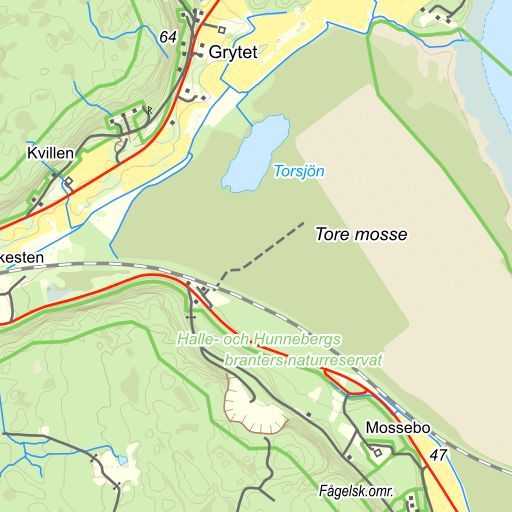 64
Grytet
Kvillen
Torsjön
Tore mosse
kesten
Halle- och Hunnebergs
branters naturreservat
Mossebo
47
Fågelsk.omr.